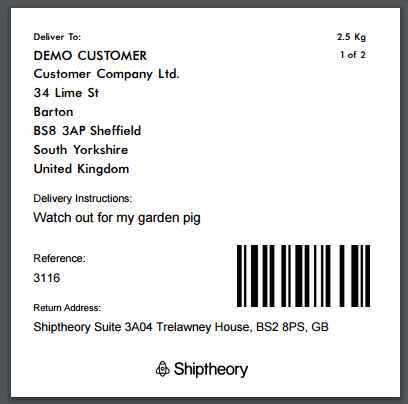 Deliver To:
2.5 Kg
DEMO CUSTOMER
1 of 2
Customer Company Ltd.
34 Lime St
Barton
BS8 3AP Sheffield
South Yorkshire
United Kingdom
Delivery Instructions:
Watch out for my garden pig
Reference:
3116
Return Address:
Shiptheory Suite 3A04 Trelawney House, BS2 8PS, GB
Shiptheory